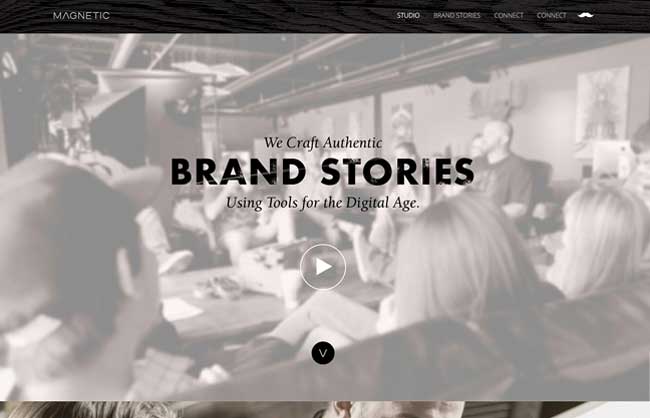 MAGNETIC
STUDIO BRAND STORIES CONNECT CONNECT
We Craft Authentic
BRAND STORIES
Using Tools for the Digital Age.
V